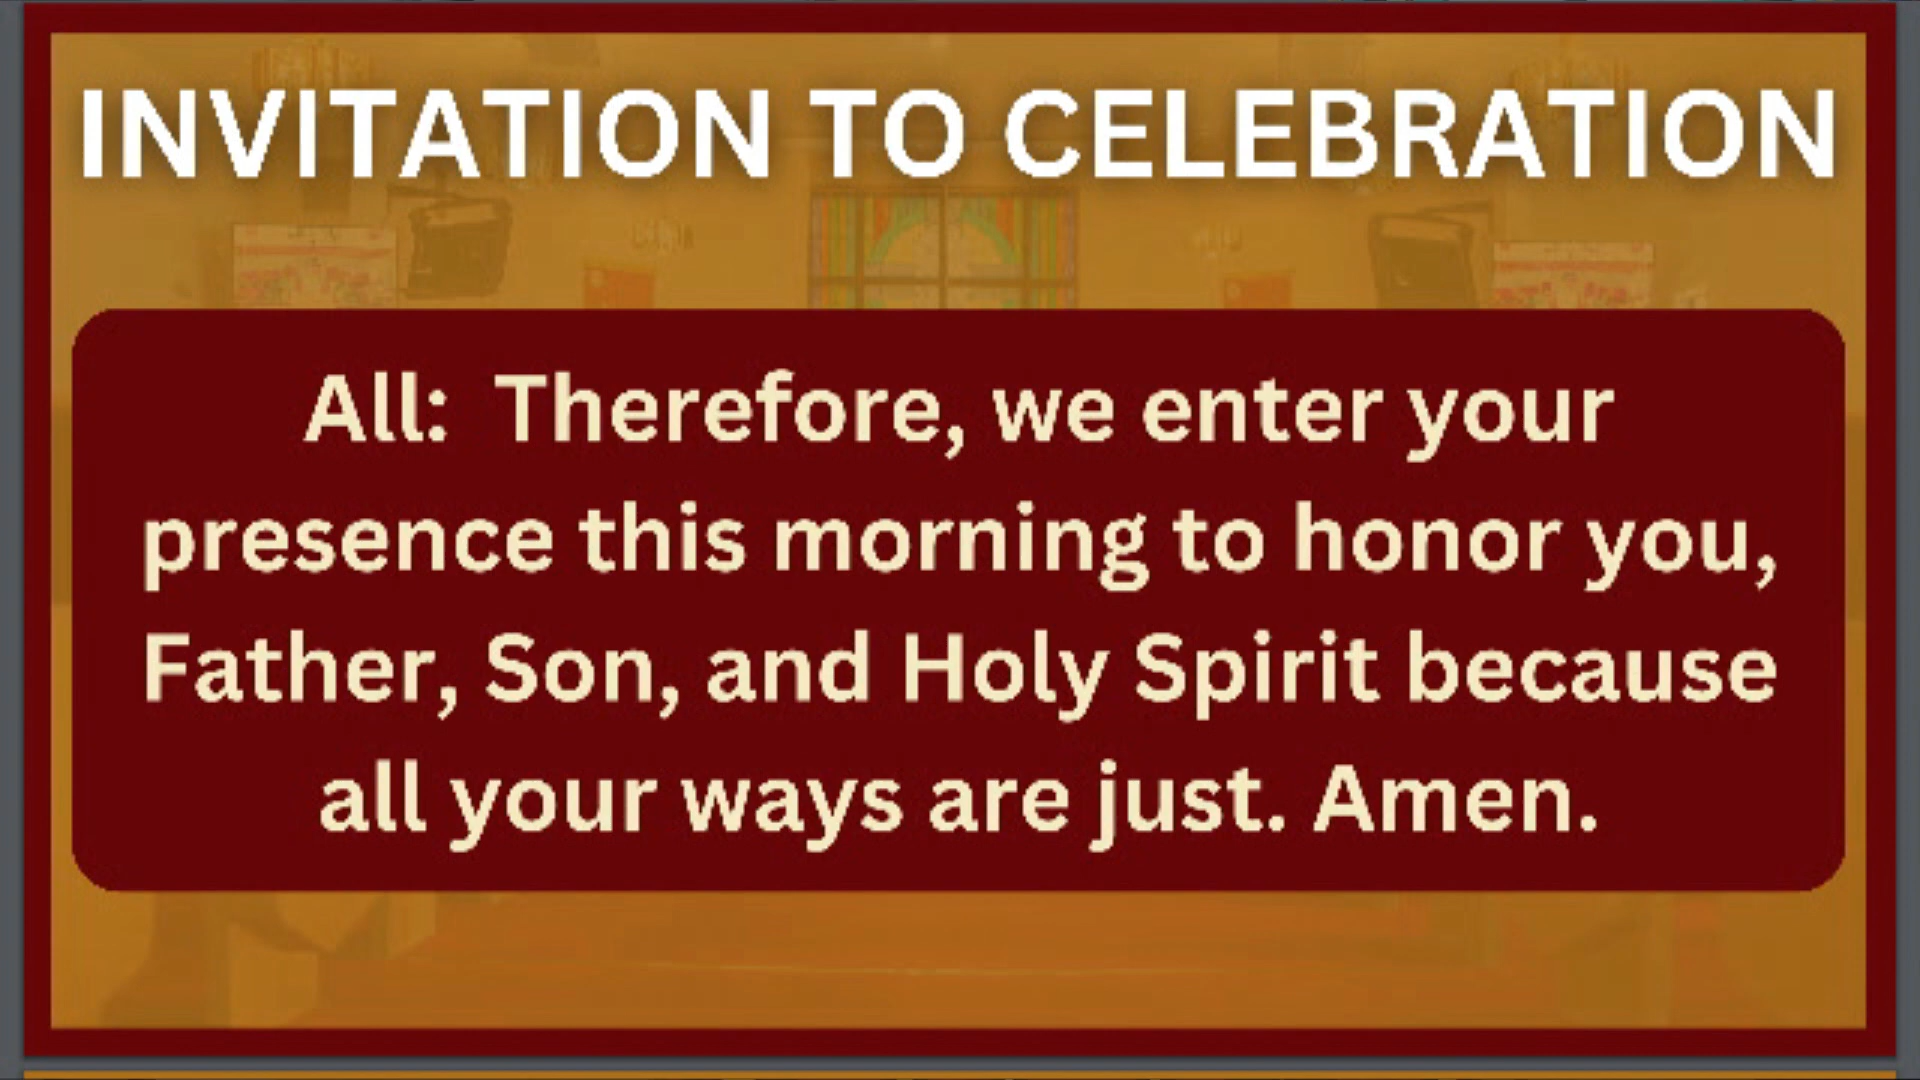 INVITATION TO CELEBRATION
All: Therefore, we enter your
presence this morning to honor you,
Father, Son, and Holy Spirit because
all your ways are just. Amen.